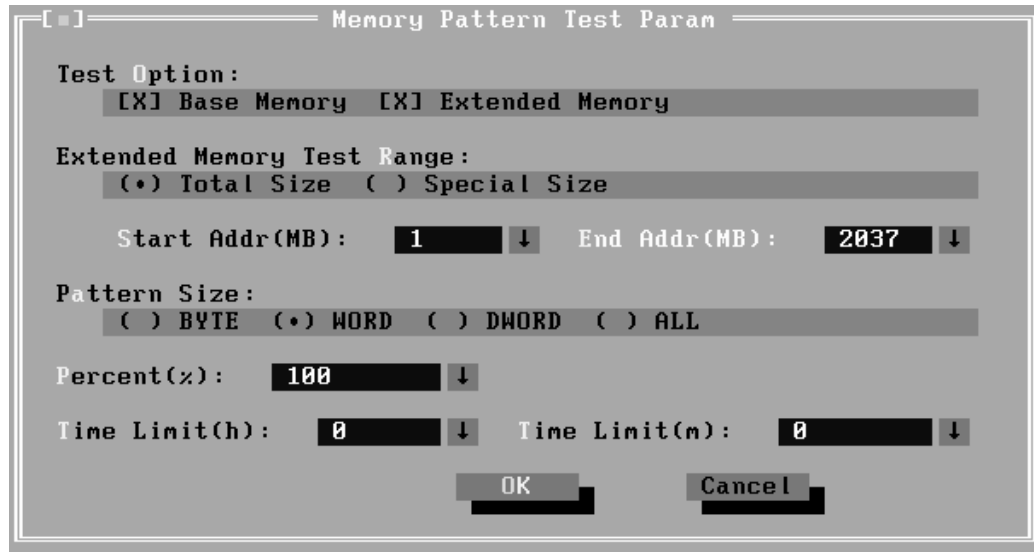 [■] Memory Pattern Test Param
Test Option:
[X] Base Memory [X] Extended Memory
Extended Memory Test Range:
(•) Total Size ( ) Special Size
Start Addr(MB): 1 ↓ End Addr(MB): 2037 ↓
Pattern Size:
( ) BYTE (•) WORD ( ) DWORD ( ) ALL
Percent(%): 100 ↓
Time Limit(h): 0 ↓ Time Limit(m): 0 ↓
OK Cancel